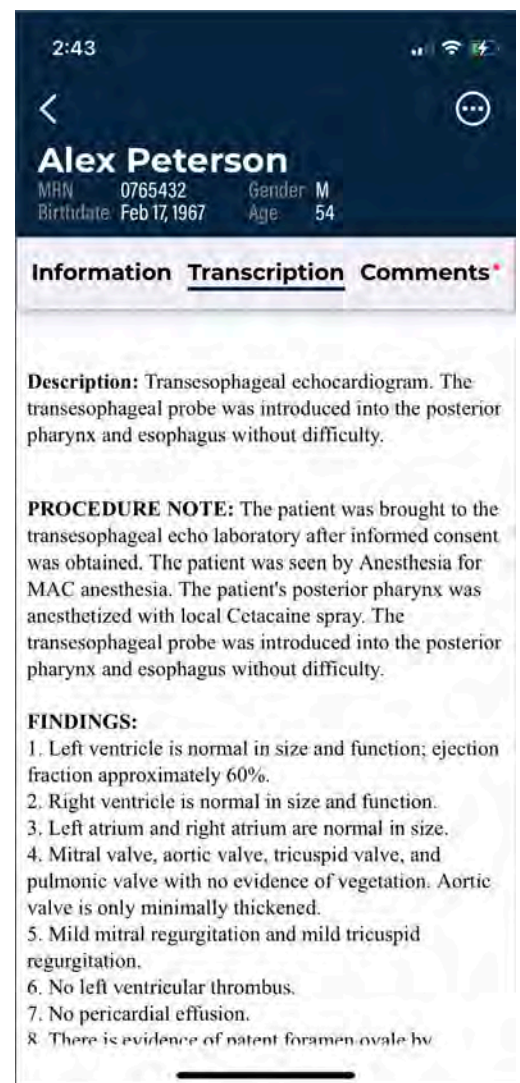 2:43
Alex Peterson
MRN 0765432 Gender M
Birthdate Feb 17, 1967 Age 54
Information Transcription Comments
Description: Transesophageal echocardiogram. The
transesophageal probe was introduced into the posterior
pharynx and esophagus without difficulty.
PROCEDURE NOTE: The patient was brought to the
transesophageal echo laboratory after informed consent
was obtained. The patient was seen by Anesthesia for
MAC anesthesia. The patient's posterior pharynx was
anesthetized with local Cetacaine spray. The
transesophageal probe was introduced into the posterior
pharynx and esophagus without difficulty.
FINDINGS:
1. Left ventricle is normal in size and function; ejection
fraction approximately 60%.
2. Right ventricle is normal in size and function.
3. Left atrium and right atrium are normal in size.
4. Mitral valve, aortic valve, tricuspid valve, and
pulmonic valve with no evidence of vegetation. Aortic
valve is only minimally thickened.
5. Mild mitral regurgitation and mild tricuspid
regurgitation.
6. No left ventricular thrombus.
7. No pericardial effusion.
8. There is evidence of patent foramen ovale by